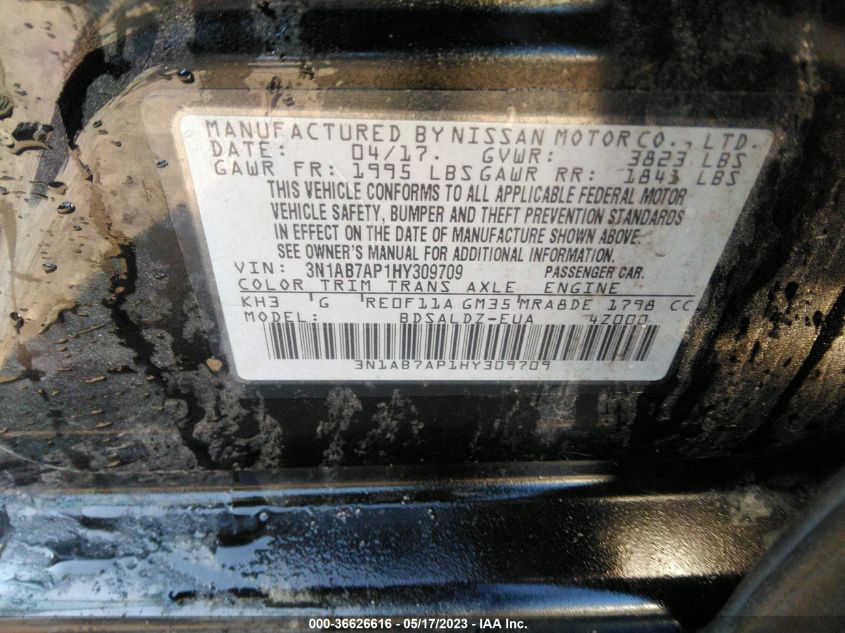 MANUFACTURED BY NISSAN MOTOR CO., LTD.
DATE: 04/17. GVWR: 3823 LBS
GAWR FR: 1995 LBS GAWR RR: 1843 LBS
THIS VEHICLE CONFORMS TO ALL APPLICABLE FEDERAL MOTOR
VEHICLE SAFETY, BUMPER AND THEFT PREVENTION STANDARDS
IN EFFECT ON THE DATE OF MANUFACTURE SHOWN ABOVE.
SEE OWNER'S MANUAL FOR ADDITIONAL INFORMATION.
VIN: 3N1AB7AP1HY309709 PASSENGER CAR.
COLOR TRIM TRANS AXLE ENGINE
KH3 G RE0F11A GM35 MRA8DE 1798 CC
MODEL: BDSALDZ-EUA 4Z000
3N1AB7AP1HY309709
000-36626616 - 05/17/2023 - © IAA Inc.